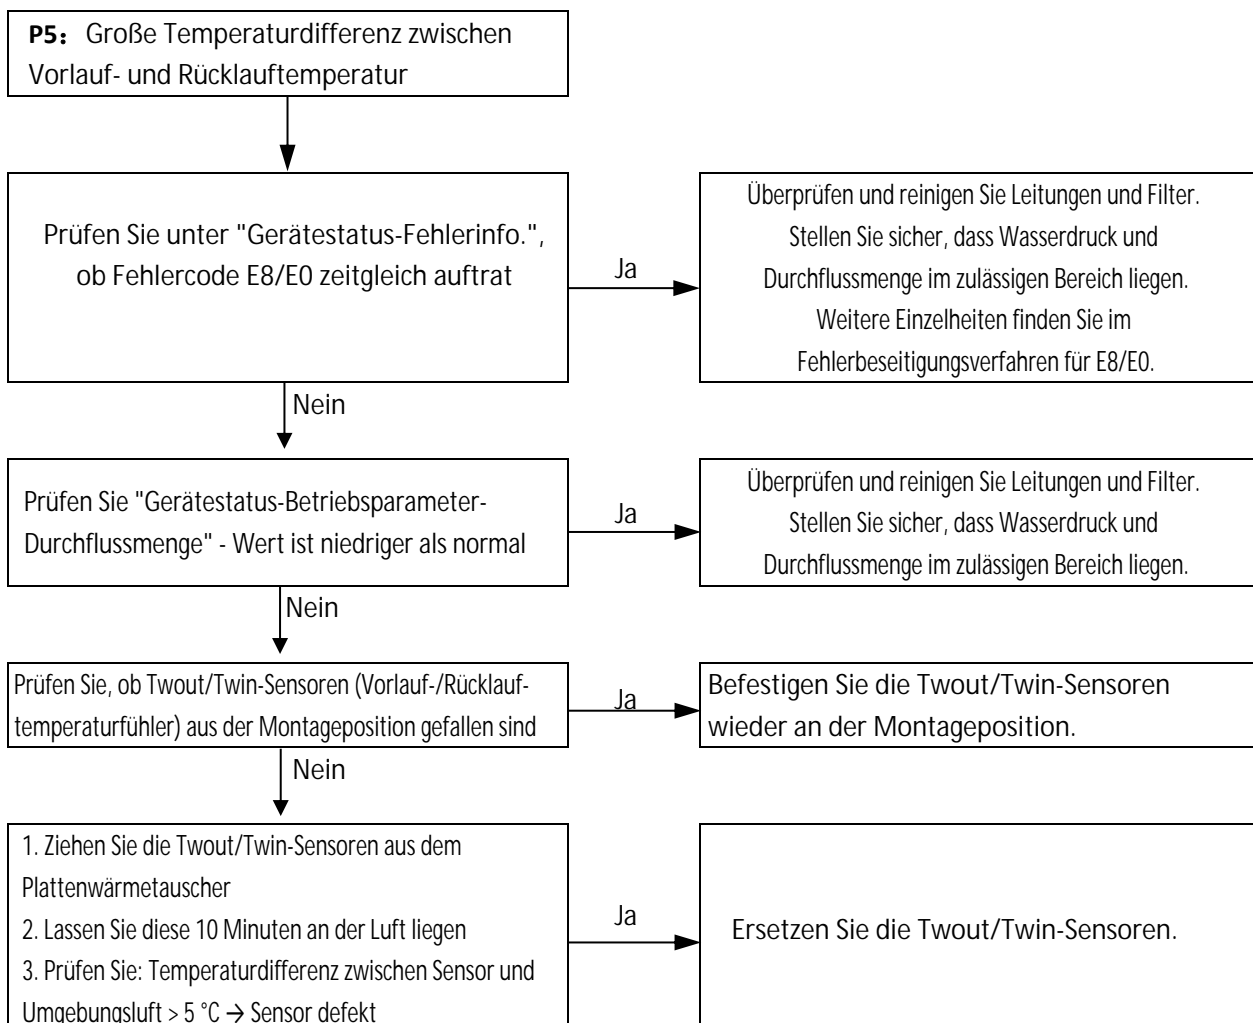 P5: Große Temperaturdifferenz zwischen
Vorlauf- und Rücklauftemperatur
Prüfen Sie unter "Gerätestatus-Fehlerinfo.",
ob Fehlercode E8/E0 zeitgleich auftrat
Ja
Überprüfen und reinigen Sie Leitungen und Filter.
Stellen Sie sicher, dass Wasserdruck und
Durchflussmenge im zulässigen Bereich liegen.
Weitere Einzelheiten finden Sie im
Fehlerbeseitigungsverfahren für E8/E0.
Nein
Prüfen Sie "Gerätestatus-Betriebsparameter-
Durchflussmenge" - Wert ist niedriger als normal
Ja
Überprüfen und reinigen Sie Leitungen und Filter.
Stellen Sie sicher, dass Wasserdruck und
Durchflussmenge im zulässigen Bereich liegen.
Nein
Prüfen Sie, ob Twout/Twin-Sensoren (Vorlauf-/Rücklauf-
temperaturfühler) aus der Montageposition gefallen sind
Ja
Befestigen Sie die Twout/Twin-Sensoren
wieder an der Montageposition.
Nein
1. Ziehen Sie die Twout/Twin-Sensoren aus dem
Plattenwärmetauscher
2. Lassen Sie diese 10 Minuten an der Luft liegen
3. Prüfen Sie: Temperaturdifferenz zwischen Sensor und
Umgebungsluft > 5 °C → Sensor defekt
Ja
Ersetzen Sie die Twout/Twin-Sensoren.